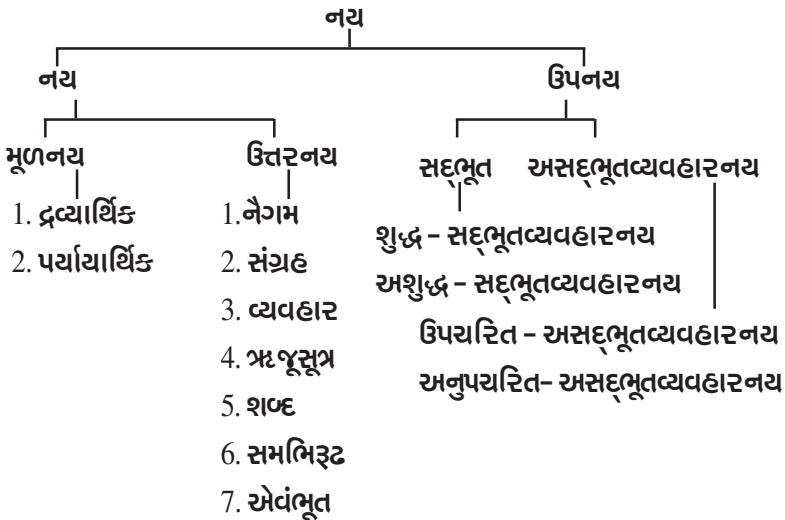 નય
નય
ઉપનય
મૂળનય
1. દ્રવ્યાર્થિક
2. પર્યાયાર્થિક
ઉત્તરનય
1.નૈગમ
2. સંગ્રહ
3. વ્યવહાર
4. ઋજૂસૂત્ર
5. શબ્દ
6. સમભિરૂઢ
7. એવંભૂત
સદ્ભૂત
શુદ્ધ – સદ્ભૂતવ્યવહારનય
અશુદ્ધ – સદ્ભૂતવ્યવહારનય
અસદ્ભૂતવ્યવહારનય
ઉપચરિત – અસદ્ભૂતવ્યવહારનય
અનુપચરિત– અસદ્ભૂતવ્યવહારનય